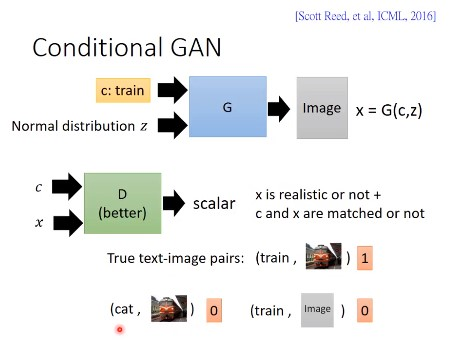 [Scott Reed, et al, ICML, 2016]
Conditional GAN
c: train
Normal distribution z
G
Image
x = G(c,z)
c
x
D
(better)
scalar
x is realistic or not +
c and x are matched or not
True text-image pairs:
(train , ) 1
(cat , ) 0
(train , Image ) 0